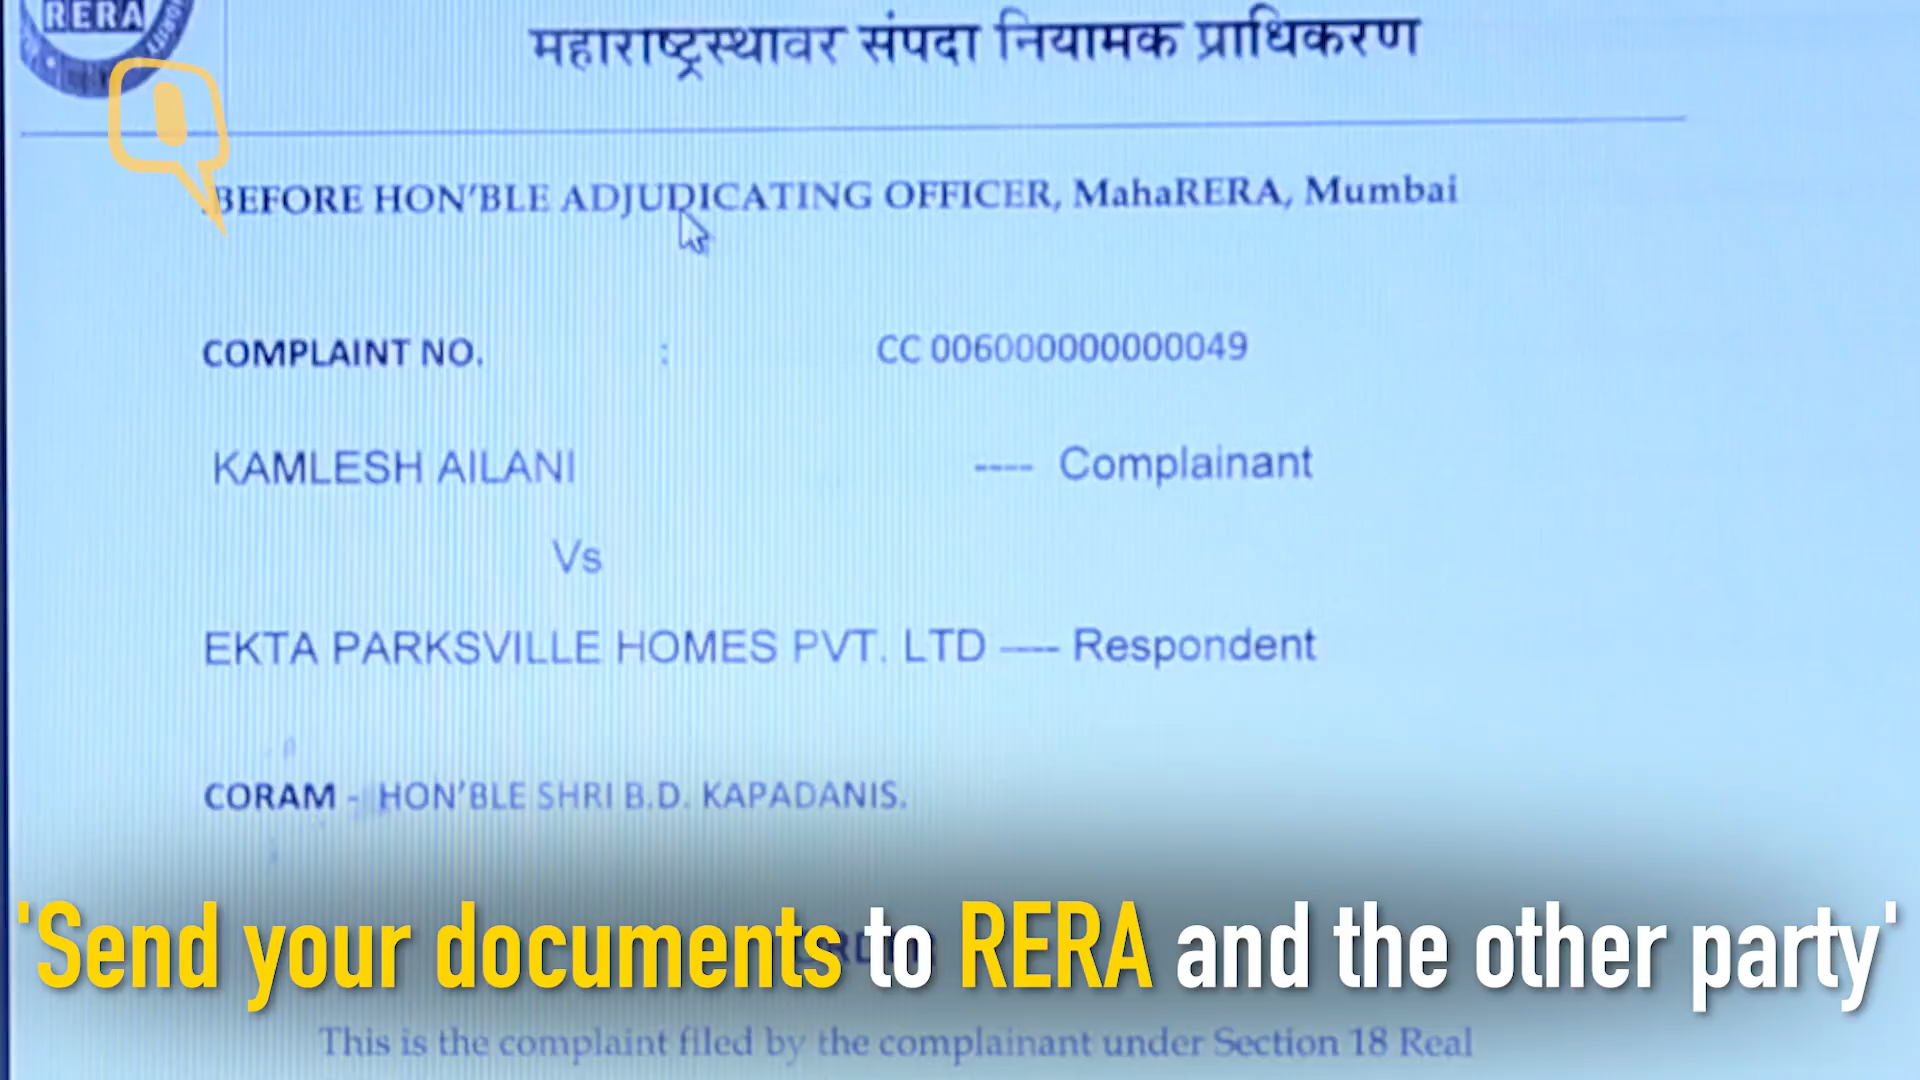 RERA
महाराष्ट्रस्थावर संपदा नियामक प्राधिकरण
BEFORE HON'BLE ADJUDICATING OFFICER, MahaRERA, Mumbai
COMPLAINT NO. : CC 006000000000049
KAMLESH AILANI ---- Complainant
Vs
EKTA PARKSVILLE HOMES PVT. LTD ---- Respondent
CORAM - HON'BLE SHRI B.D. KAPADANIS.
'Send your documents to RERA and the other party'
This is the complaint filed by the complainant under Section 18 Real